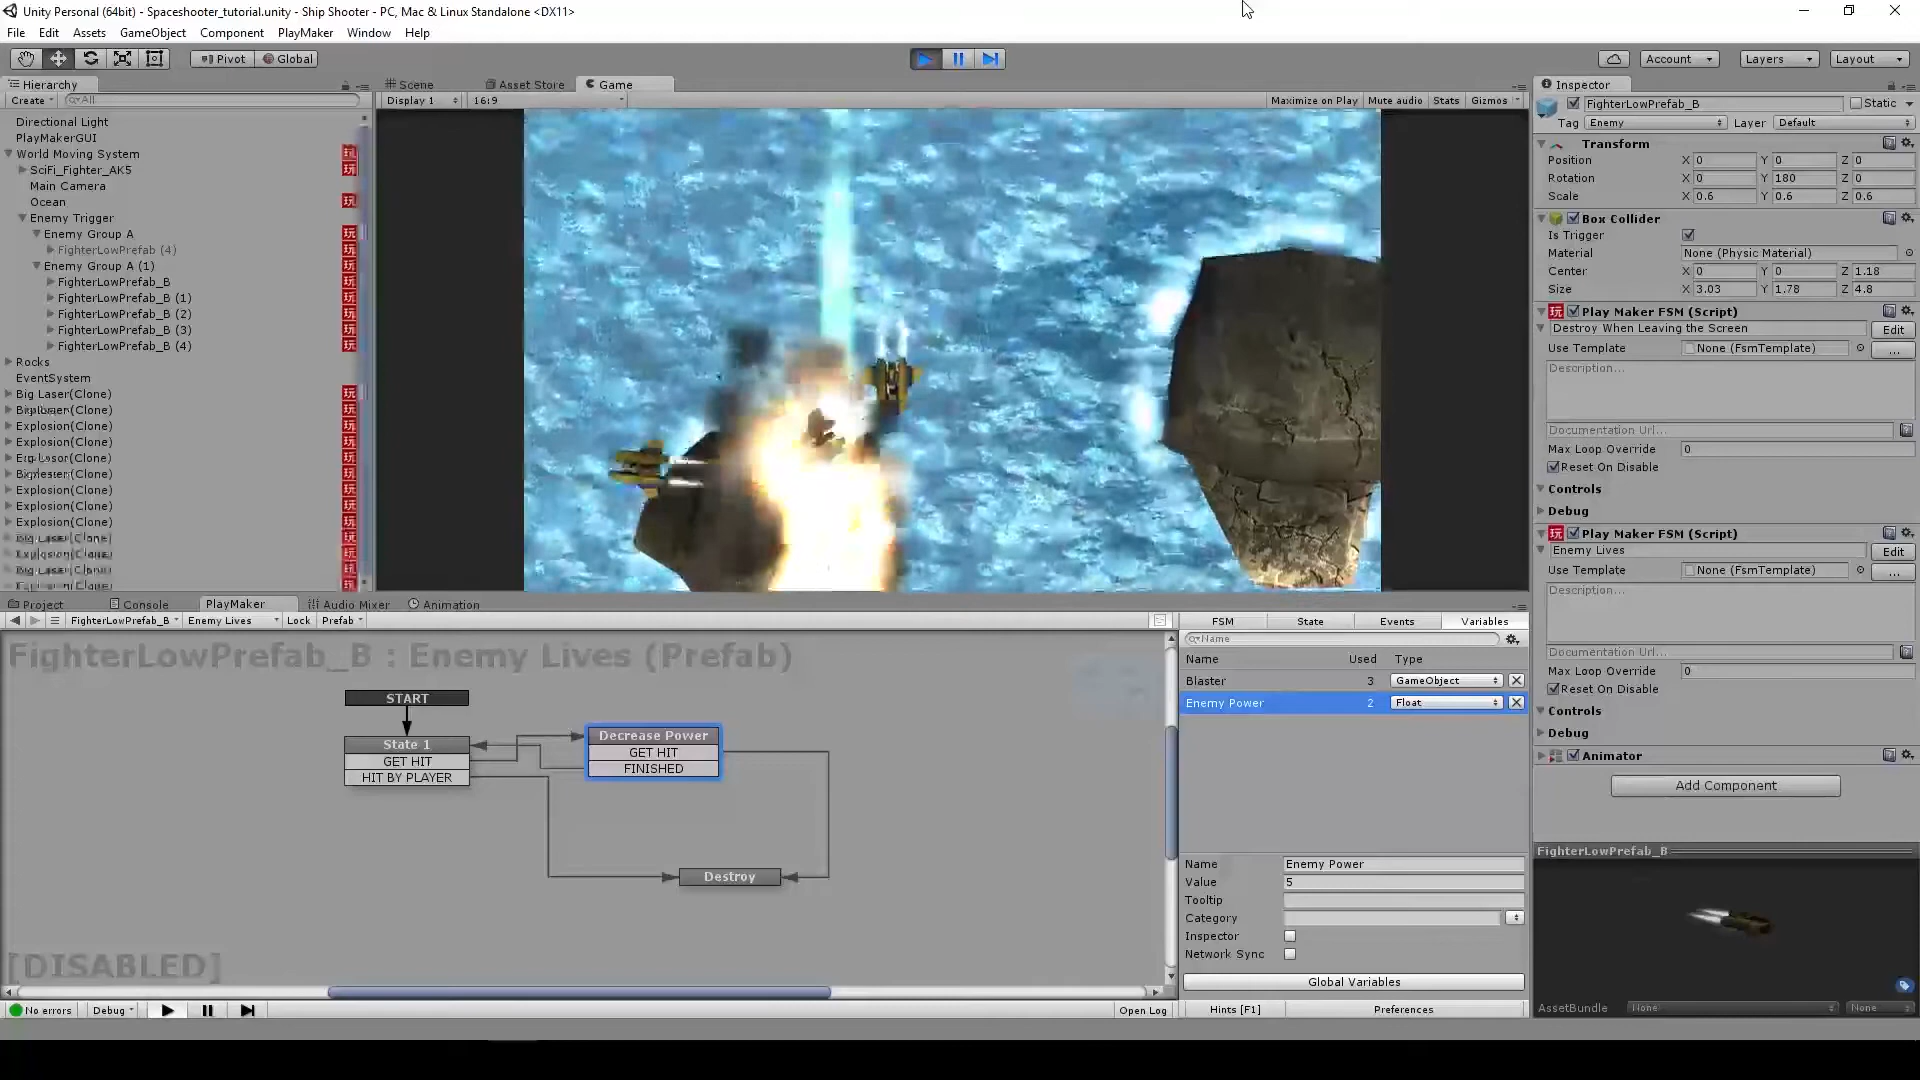 Unity Personal (64bit) - Spaceshooter_tutorial.unity - Ship Shooter - PC, Mac & Linux Standalone <DX11>
File Edit Assets GameObject Component PlayMaker Window Help
Pivot Global Account Layers Layout
Hierarchy
Create All
Directional Light
PlayMakerGUI
World Moving System
SciFi_Fighter_AK5
Main Camera
Ocean
Enemy Trigger
Enemy Group A
FighterLowPrefab (4)
Enemy Group A (1)
FighterLowPrefab_B
FighterLowPrefab_B (1)
FighterLowPrefab_B (2)
FighterLowPrefab_B (3)
FighterLowPrefab_B (4)
Rocks
EventSystem
Big Laser(Clone)
Explosion(Clone)
Explosion(Clone)
Explosion(Clone)
Explosion(Clone)
Explosion(Clone)
Scene Asset Store Game
Display 1 16:9 Maximize on Play Mute audio Stats Gizmos
Inspector
FighterLowPrefab_B Static
Tag Enemy Layer Default
Transform
Position X 0 Y 0 Z 0
Rotation X 0 Y 180 Z 0
Scale X 0.6 Y 0.6 Z 0.6
Box Collider
Is Trigger
Material None (Physic Material)
Center X 0 Y 0 Z 1.18
Size X 3.03 Y 1.78 Z 4.8
Play Maker FSM (Script)
Destroy When Leaving the Screen Edit
Use Template None (FsmTemplate) ...
Description...
Documentation Url...
Max Loop Override 0
Reset On Disable
Controls
Debug
Play Maker FSM (Script)
Enemy Lives Edit
Use Template None (FsmTemplate) ...
Description...
Documentation Url...
Max Loop Override 0
Reset On Disable
Controls
Debug
Animator
Add Component
FighterLowPrefab_B
AssetBundle None None
Project Console PlayMaker Audio Mixer Animation
FighterLowPrefab_B Enemy Lives Lock Prefab
FighterLowPrefab_B : Enemy Lives (Prefab)
START
State 1
GET HIT
HIT BY PLAYER
Decrease Power
GET HIT
FINISHED
Destroy
[DISABLED]
No errors Debug Open Log
FSM State Events Variables
Name
Name Used Type
Blaster 3 GameObject
Enemy Power 2 Float
Name Enemy Power
Value 5
Tooltip
Category
Inspector
Network Sync
Global Variables
Hints [F1] Preferences